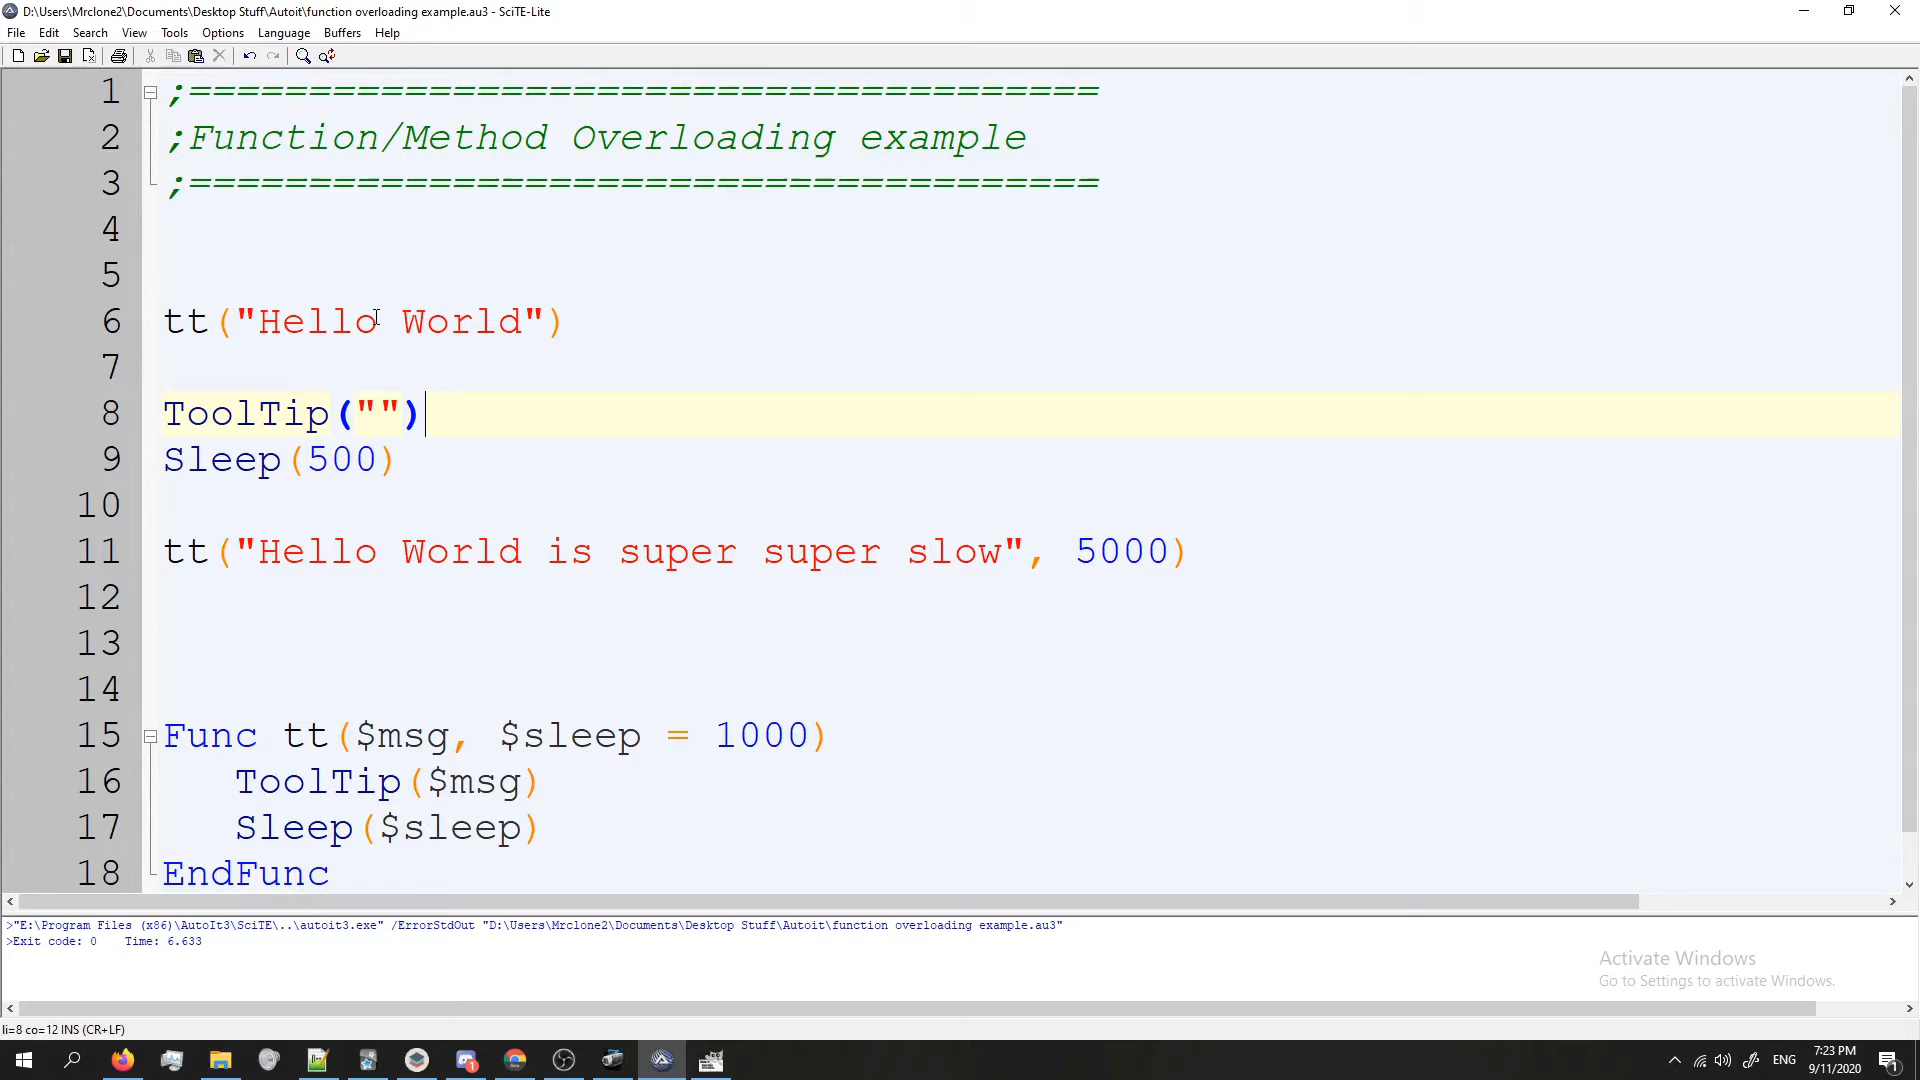 D:\Users\Mrclone2\Documents\Desktop Stuff\Autoit\function overloading example.au3 - SciTE-Lite
File Edit Search View Tools Options Language Buffers Help
1 ;======================================
2 ;Function/Method Overloading example
3 ;======================================
4
5
6 tt("Hello World")
7
8 ToolTip("")
9 Sleep(500)
10
11 tt("Hello World is super super slow", 5000)
12
13
14
15 Func tt($msg, $sleep = 1000)
16 ToolTip($msg)
17 Sleep($sleep)
18 EndFunc
>"E:\Program Files (x86)\AutoIt3\SciTE\..\autoit3.exe" /ErrorStdOut "D:\Users\Mrclone2\Documents\Desktop Stuff\Autoit\function overloading example.au3"
>Exit code: 0 Time: 6.633
Activate Windows
Go to Settings to activate Windows.
li=8 co=12 INS (CR+LF)
ENG
7:23 PM
9/11/2020